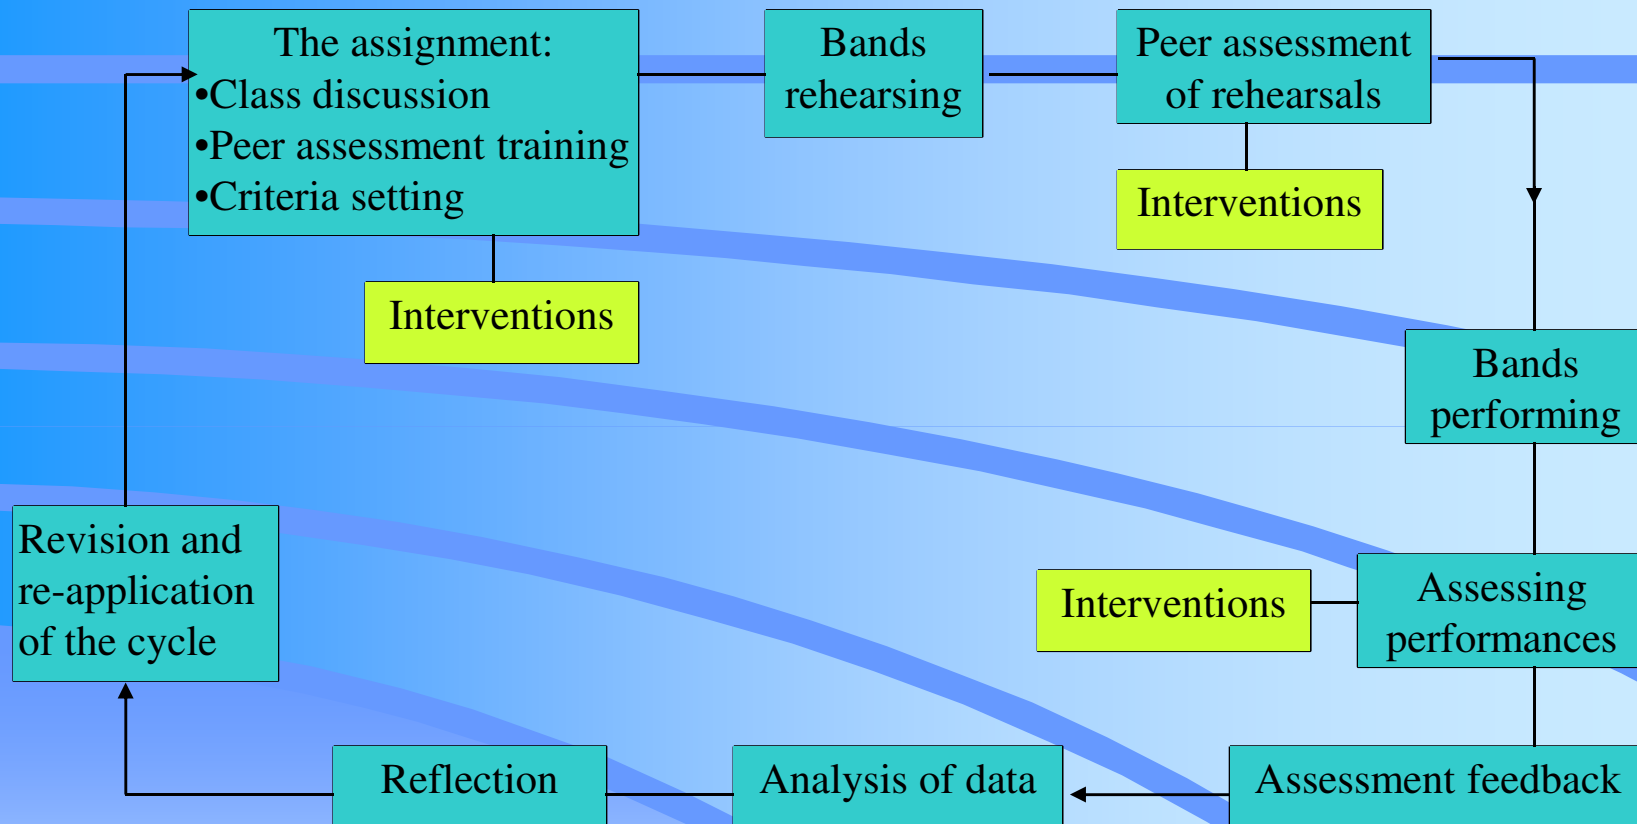 The assignment:
•Class discussion
•Peer assessment training
•Criteria setting
Bands
rehearsing
Peer assessment
of rehearsals
Interventions
Interventions
Bands
performing
Assessing
performances
Interventions
Assessment feedback
Analysis of data
Reflection
Revision and
re-application
of the cycle